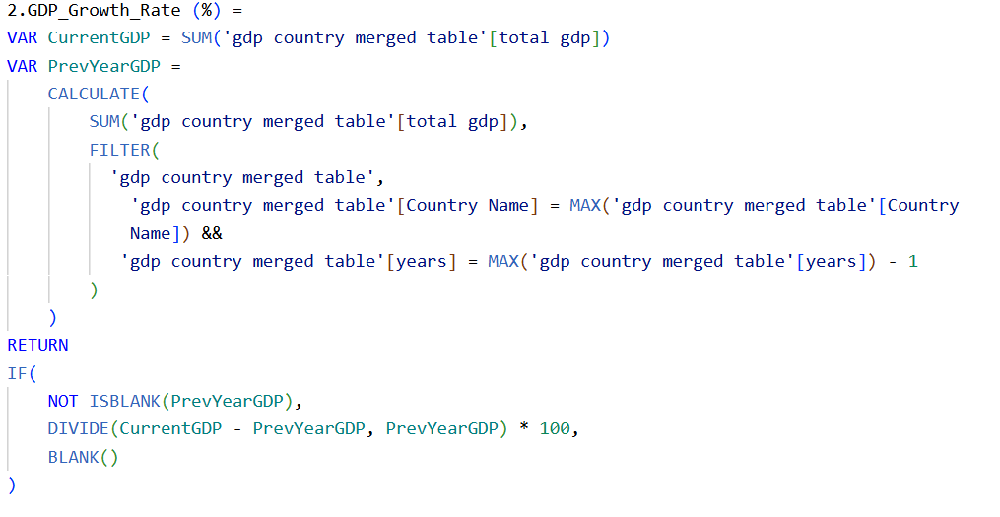 2.GDP_Growth_Rate (%) =
VAR CurrentGDP = SUM('gdp country merged table'[total gdp])
VAR PrevYearGDP =
    CALCULATE(
        SUM('gdp country merged table'[total gdp]),
        FILTER(
          'gdp country merged table',
            'gdp country merged table'[Country Name] = MAX('gdp country merged table'[Country
            Name]) &&
           'gdp country merged table'[years] = MAX('gdp country merged table'[years]) - 1
        )
    )
RETURN
IF(
    NOT ISBLANK(PrevYearGDP),
    DIVIDE(CurrentGDP - PrevYearGDP, PrevYearGDP) * 100,
    BLANK()
)